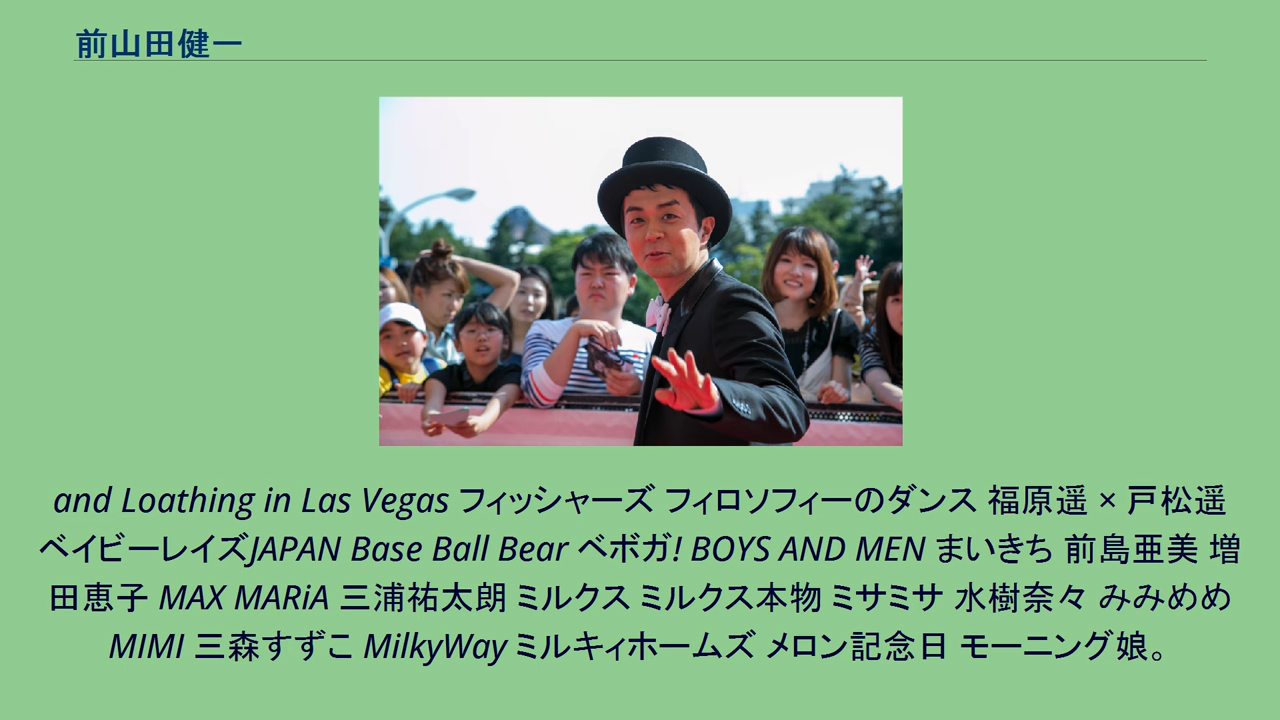 前山田健一
and Loathing in Las Vegas フィッシャーズ フィロソフィーのダンス 福原遥 × 戸松遥
ベイビーレイズJAPAN Base Ball Bear ベボガ! BOYS AND MEN まいきち 前島亜美 増
田恵子 MAX MARiA 三浦祐太朗 ミルクス ミルクス本物 ミサミサ 水樹奈々 みみめめ
MIMI 三森すずこ MilkyWay ミルキィホームズ メロン記念日 モーニング娘。